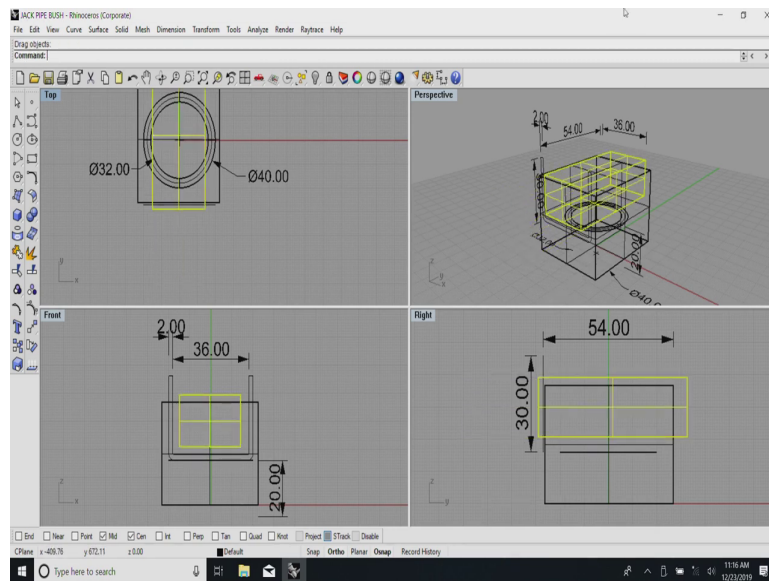 JACK PIPE BUSH - Rhinoceros (Corporate)
File Edit View Curve Surface Solid Mesh Dimension Transform Tools Analyze Render Raytrace Help
Drag objects:
Command:
Top
Ø32.00
Ø40.00
y
x
Perspective
2.00
54.00
36.00
20.00
Ø40.00
z
x
Front
2.00
36.00
20.00
z
x
Right
54.00
30.00
z
y
End Near Point Mid Cen Int Perp Tan Quad Knot Project STrack Disable
CPlane x -409.76 y 672.11 z 0.00 Default Snap Ortho Planar Osnap Record History
Type here to search
11:16 AM
12/23/2019